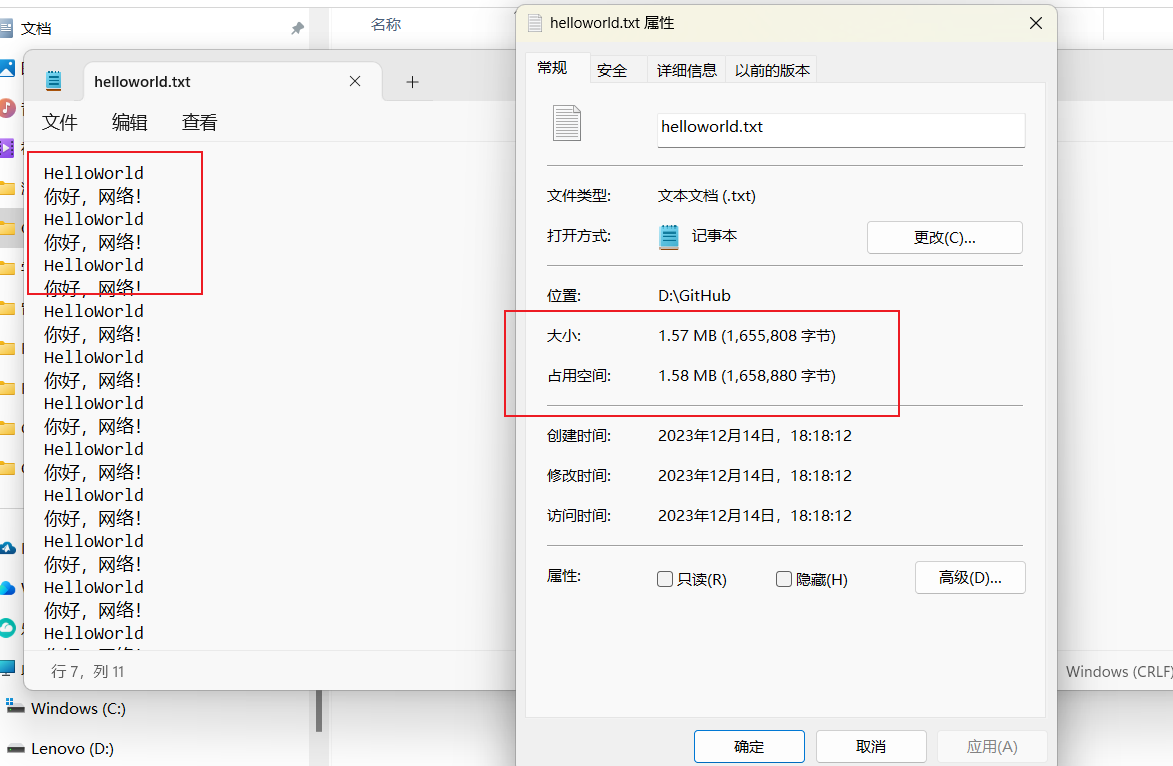 文档
名称
helloworld.txt
文件
编辑
查看
HelloWorld
你好，网络!
HelloWorld
你好，网络!
HelloWorld
你好，网络!
HelloWorld
你好，网络!
HelloWorld
你好，网络!
HelloWorld
你好，网络!
HelloWorld
你好，网络!
HelloWorld
你好，网络!
HelloWorld
你好，网络!
HelloWorld
你好，网络!
HelloWorld
你好，网络!
行 7，列 11
Windows (CRLF)
Windows (C:)
Lenovo (D:)
helloworld.txt 属性
常规
安全
详细信息
以前的版本
helloworld.txt
文件类型: 文本文档 (.txt)
打开方式: 记事本 更改(C)...
位置: D:\GitHub
大小: 1.57 MB (1,655,808 字节)
占用空间: 1.58 MB (1,658,880 字节)
创建时间: 2023年12月14日，18:18:12
修改时间: 2023年12月14日，18:18:12
访问时间: 2023年12月14日，18:18:12
属性: 只读(R) 隐藏(H) 高级(D)...
确定
取消
应用(A)